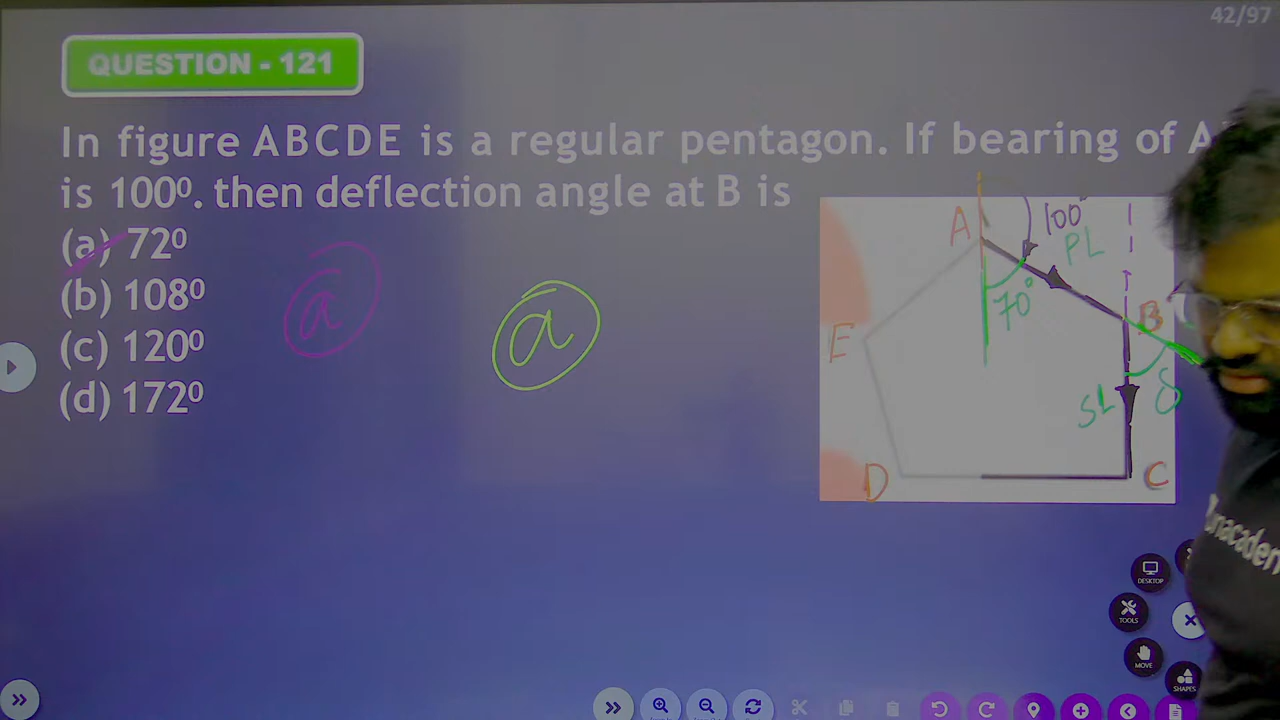 42/97
QUESTION - 121
In figure ABCDE is a regular pentagon. If bearing of A
is 100⁰. then deflection angle at B is
(a) 72⁰
(b) 108⁰
(c) 120⁰
(d) 172⁰
a
a
A
100°
PL
70°
B
E
SL
δ
D
C
DESKTOP
TOOLS
MOVE
SHAPES